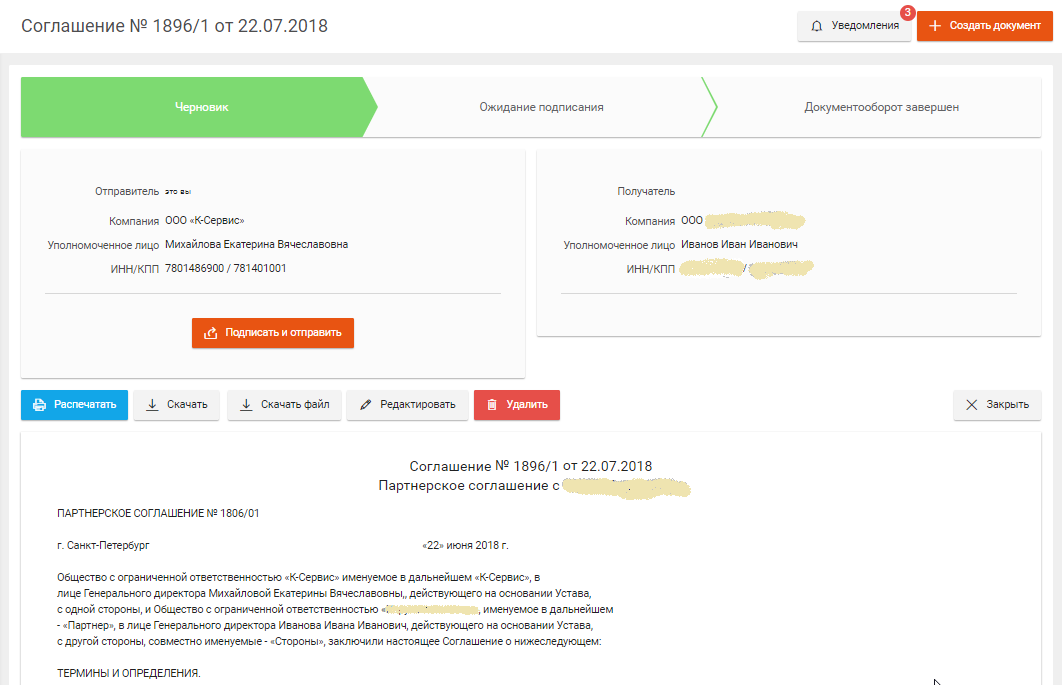 Соглашение № 1896/1 от 22.07.2018
Уведомления
3
Создать документ
Черновик
Ожидание подписания
Документооборот завершен
Отправитель это вы
Компания ООО «К-Сервис»
Уполномоченное лицо Михайлова Екатерина Вячеславовна
ИНН/КПП 7801486900 / 781401001
Подписать и отправить
Получатель
Компания ООО
Уполномоченное лицо Иванов Иван Иванович
ИНН/КПП /
Распечатать
Скачать
Скачать файл
Редактировать
Удалить
Закрыть
Соглашение № 1896/1 от 22.07.2018
Партнерское соглашение с
ПАРТНЕРСКОЕ СОГЛАШЕНИЕ № 1806/01
г. Санкт-Петербург «22» июня 2018 г.
Общество с ограниченной ответственностью «К-Сервис» именуемое в дальнейшем «К-Сервис», в
лице Генерального директора Михайловой Екатерины Вячеславовны,, действующего на основании Устава,
с одной стороны, и Общество с ограниченной ответственностью « , именуемое в дальнейшем
- «Партнер», в лице Генерального директора Иванова Ивана Иванович, действующего на основании Устава,
с другой стороны, совместно именуемые - «Стороны», заключили настоящее Соглашение о нижеследующем:
ТЕРМИНЫ И ОПРЕДЕЛЕНИЯ.